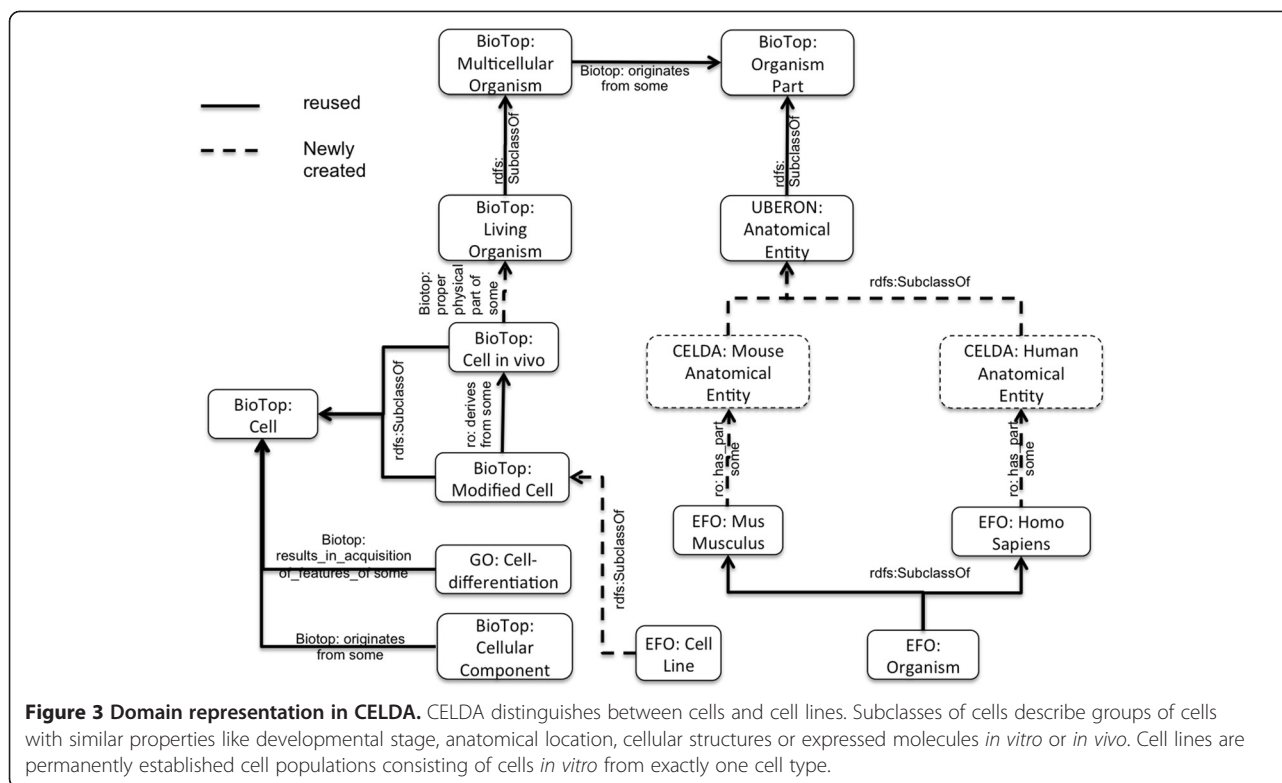 BioTop:
Multicellular
Organism
Biotop: originates
from some
BioTop:
Organism
Part
reused
Newly
created
rdfs:
SubclassOf
rdfs:
SubclassOf
BioTop:
Living
Organism
UBERON:
Anatomical
Entity
Biotop:
proper
physical
part of
some
rdfs:SubclassOf
BioTop:
Cell in vivo
CELDA: Mouse
Anatomical
Entity
CELDA: Human
Anatomical
Entity
BioTop:
Cell
rdfs:SubclassOf
ro: derives
from some
BioTop:
Modified Cell
ro: has_part
some
ro: has_part
some
EFO: Mus
Musculus
EFO: Homo
Sapiens
Biotop:
results_in_acquisition
of_features_of some
GO: Cell-
differentiation
rdfs:SubclassOf
rdfs:SubclassOf
Biotop: originates
from some
BioTop:
Cellular
Component
EFO: Cell
Line
EFO:
Organism
Figure 3 Domain representation in CELDA. CELDA distinguishes between cells and cell lines. Subclasses of cells describe groups of cells
with similar properties like developmental stage, anatomical location, cellular structures or expressed molecules in vitro or in vivo. Cell lines are
permanently established cell populations consisting of cells in vitro from exactly one cell type.